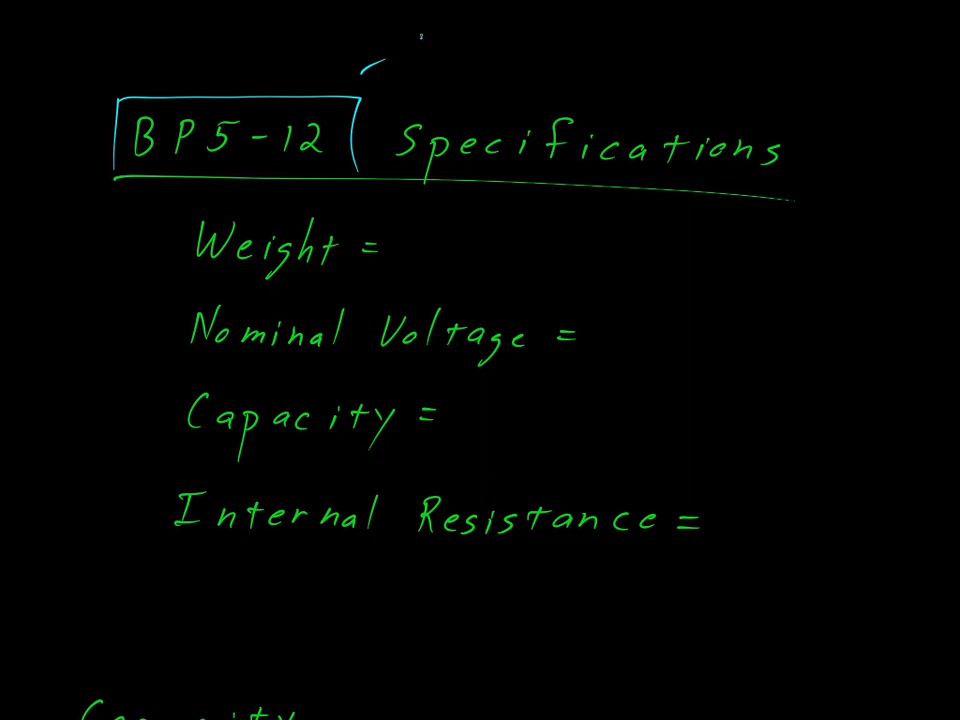 BP5-12 Specifications
Weight =
Nominal Voltage =
Capacity =
Internal Resistance =